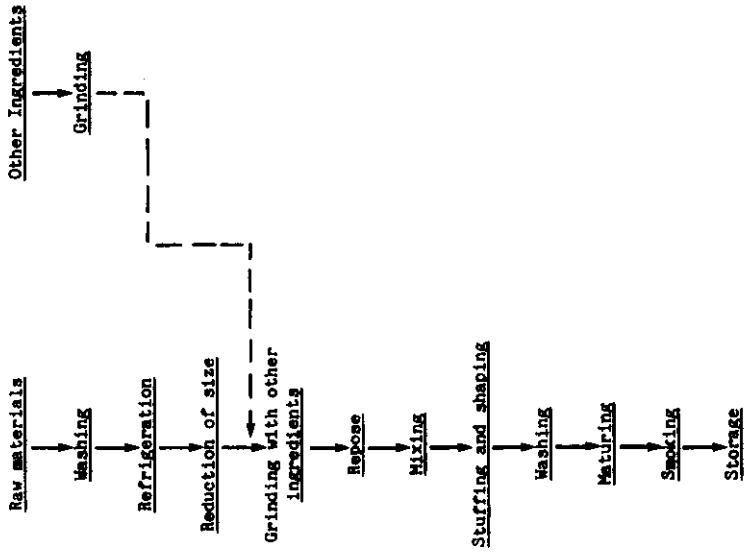 Raw materials
Washing
Refrigeration
Reduction of size
Grinding with other
ingredients
Repose
Mixing
Stuffing and shaping
Washing
Maturing
Smoking
Storage
Other Ingredients
Grinding